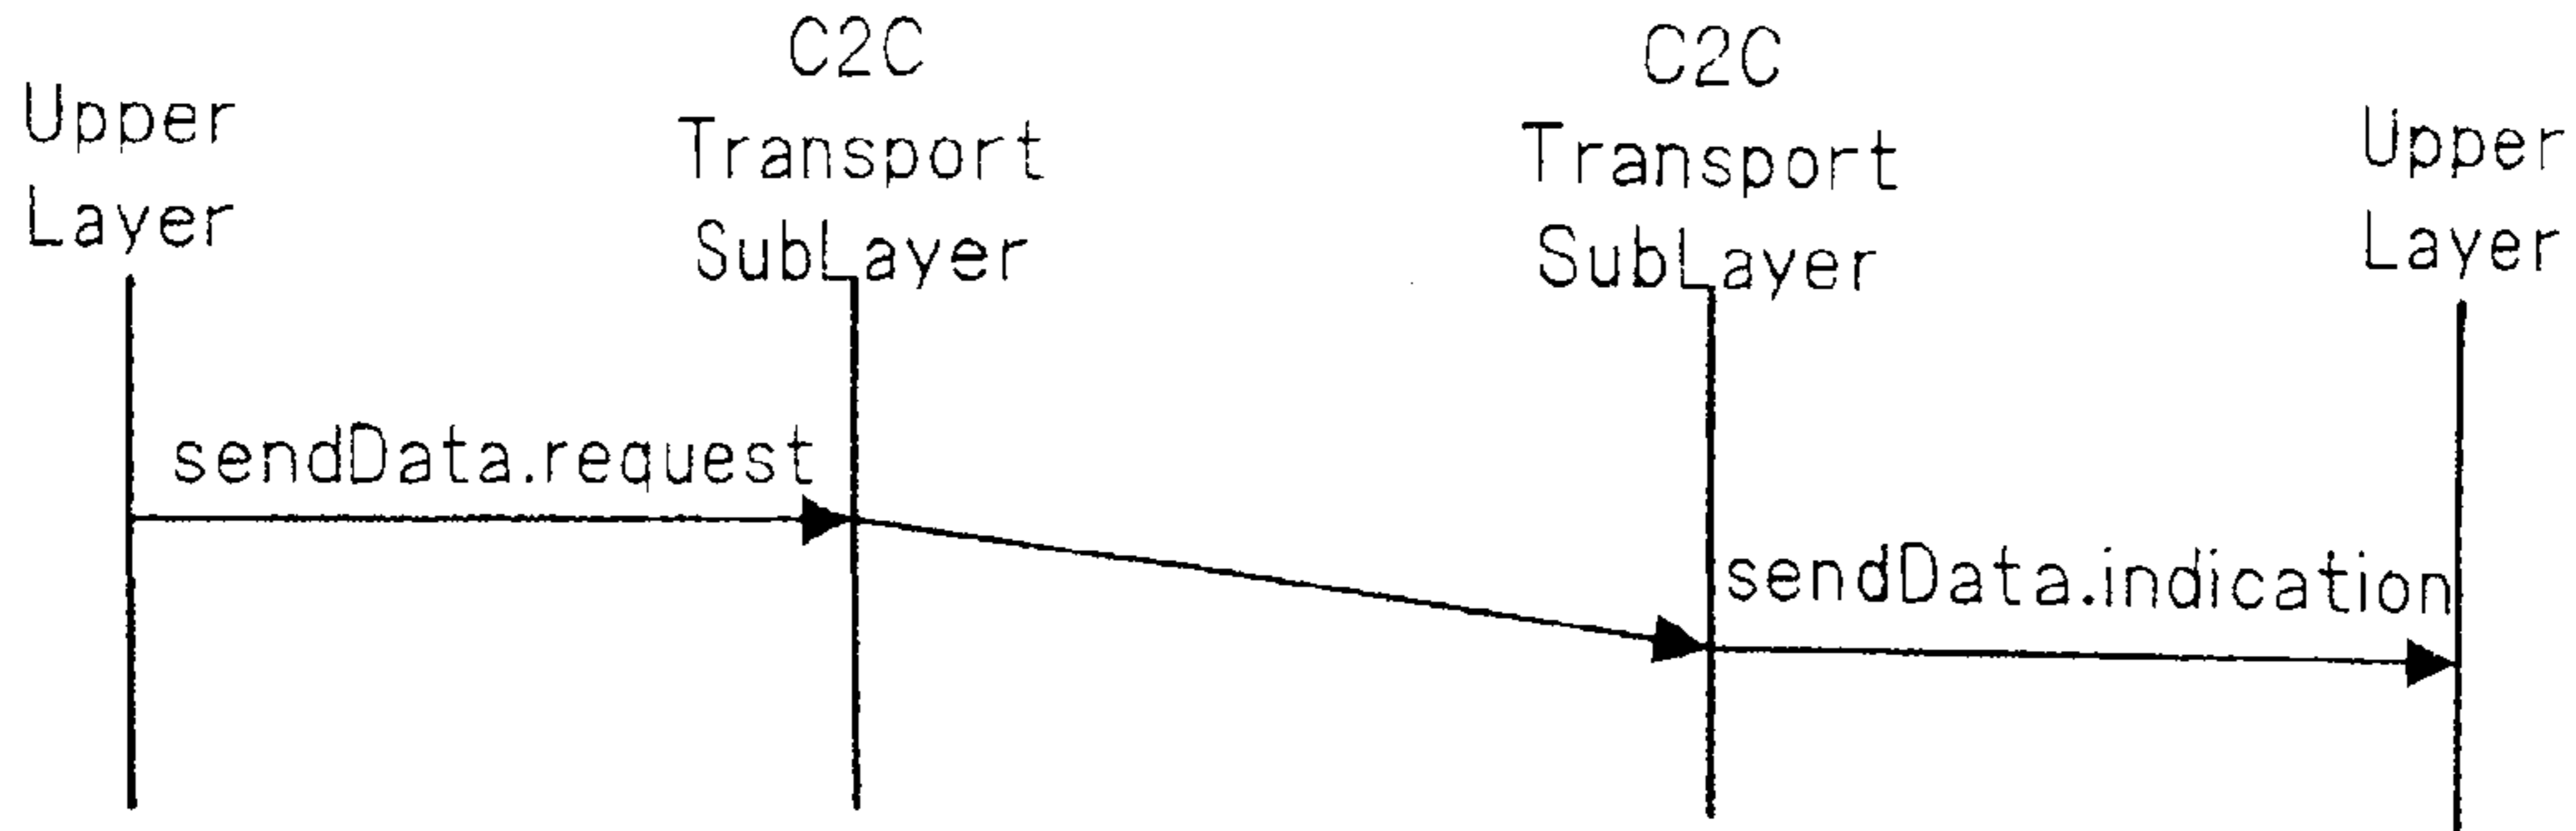 Upper
Layer
C2C
Transport
SubLayer
C2C
Transport
SubLayer
Upper
Layer
sendData.request
sendData.indication